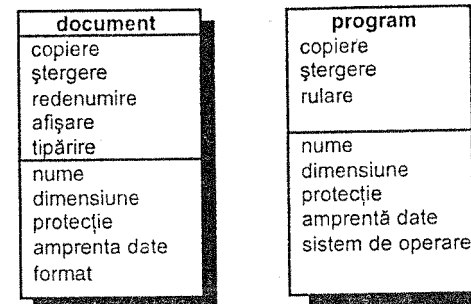 document
copiere
ştergere
redenumire
afişare
tipărire
nume
dimensiune
protecţie
amprenta date
format
program
copiere
ştergere
rulare
nume
dimensiune
protecţie
amprentă date
sistem de operare